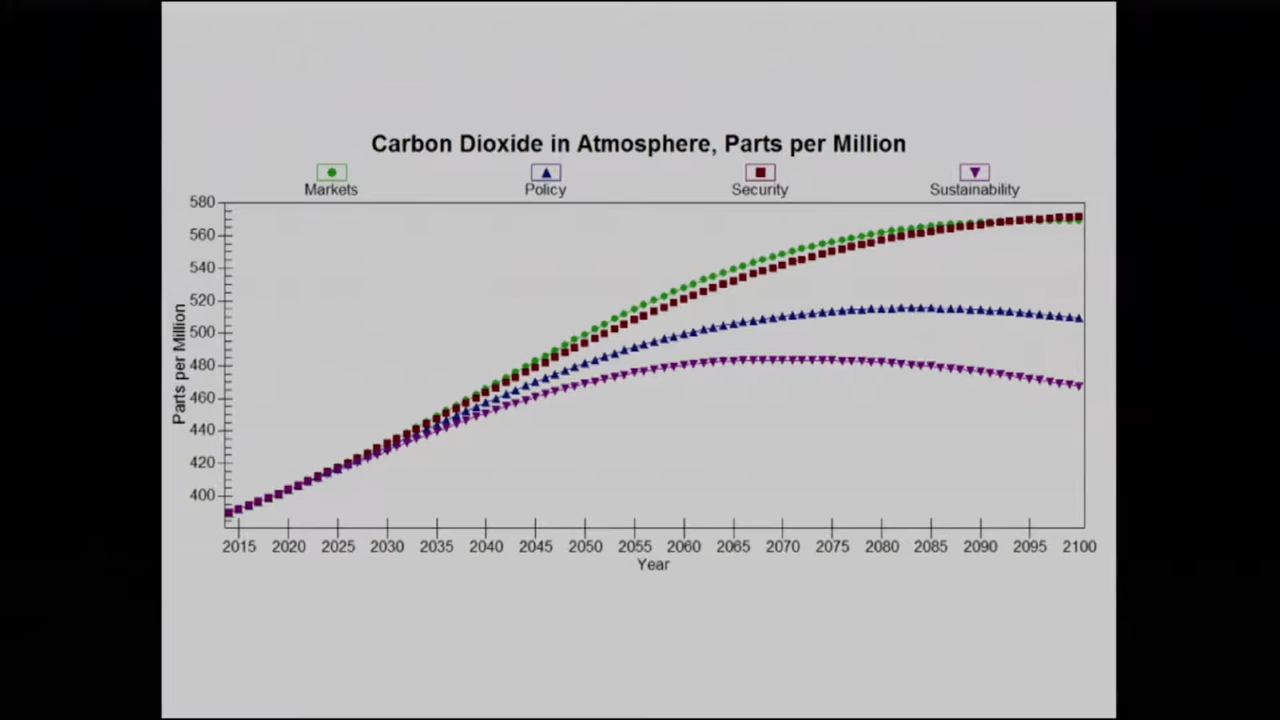 Carbon Dioxide in Atmosphere, Parts per Million
Markets Policy Security Sustainability
580
560
540
520
500
480
460
440
420
400
Parts per Million
2015 2020 2025 2030 2035 2040 2045 2050 2055 2060 2065 2070 2075 2080 2085 2090 2095 2100
Year